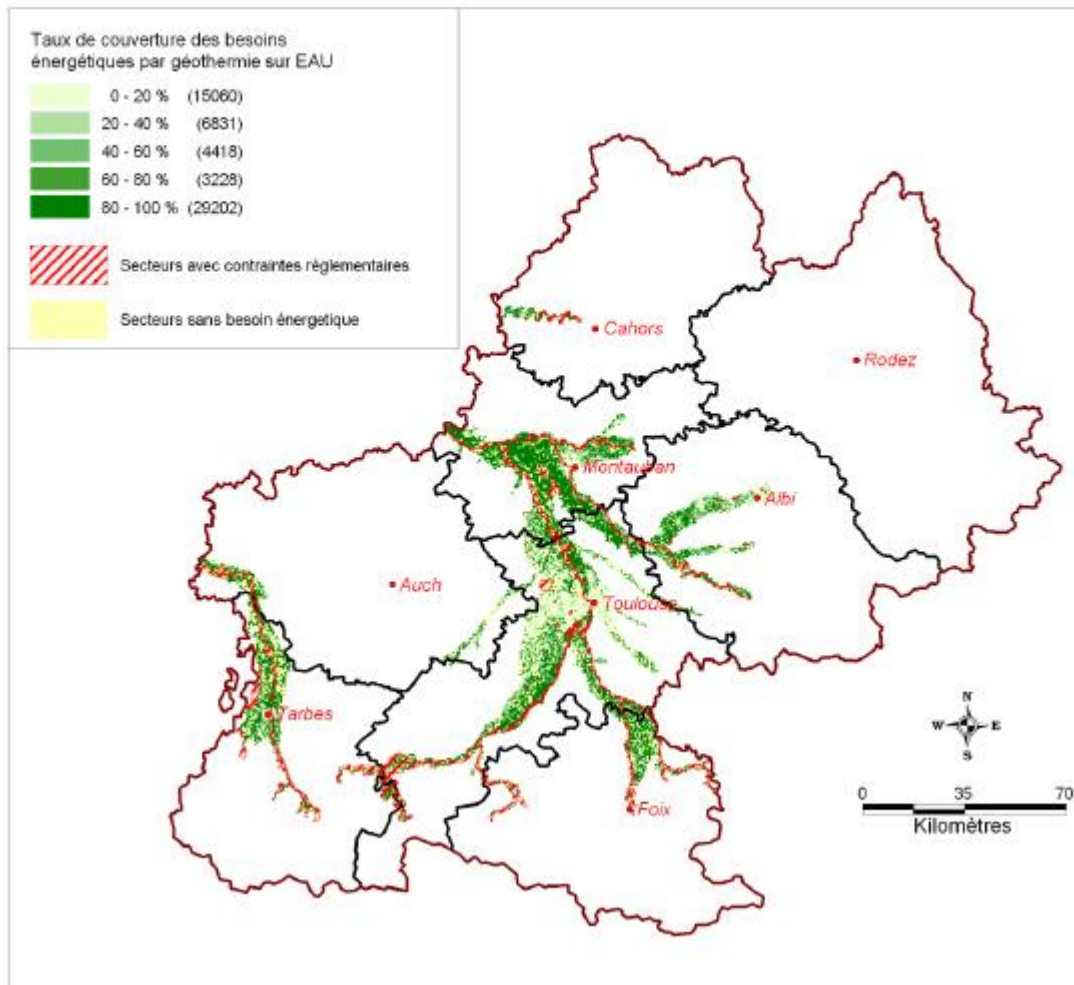 Taux de couverture des besoins
énergétiques par géothermie sur EAU
0 - 20 % (15060)
20 - 40 % (6831)
40 - 60 % (4418)
60 - 80 % (3228)
80 - 100 % (29202)
Secteurs avec contraintes règlementaires
Secteurs sans besoin énergetique
Cahors
Rodez
Montauban
Albi
Auch
Toulouse
Tarbes
Foix
N
W E
S
0 35 70
Kilomètres